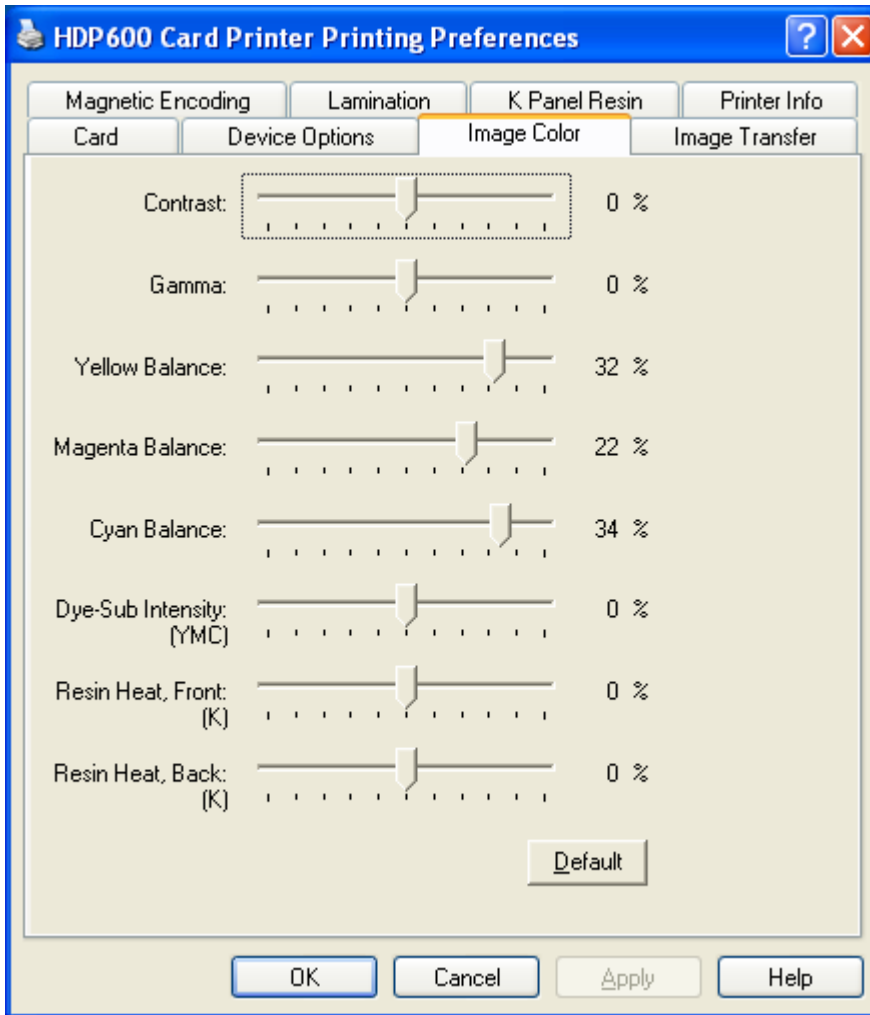 HDP600 Card Printer Printing Preferences
Magnetic Encoding Lamination K Panel Resin Printer Info
Card Device Options Image Color Image Transfer
Contrast: 0 %
Gamma: 0 %
Yellow Balance: 32 %
Magenta Balance: 22 %
Cyan Balance: 34 %
Dye-Sub Intensity: 0 %
(YMC)
Resin Heat, Front: 0 %
(K)
Resin Heat, Back: 0 %
(K)
Default
OK Cancel Apply Help